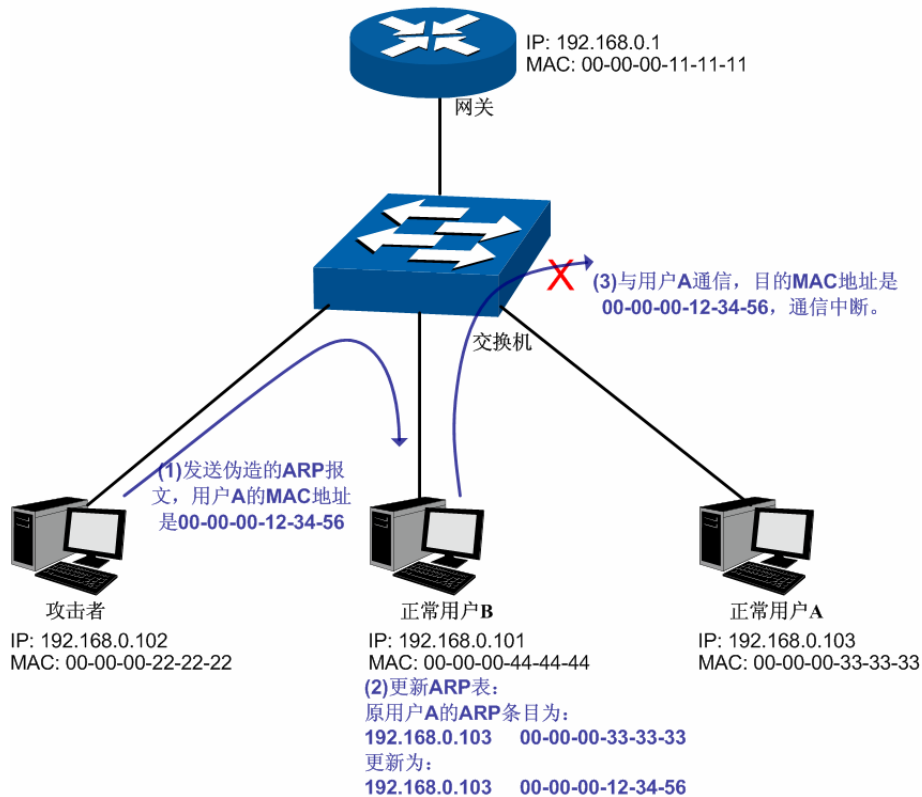 IP: 192.168.0.1
MAC: 00-00-00-11-11-11
网关
(3)与用户A通信，目的MAC地址是
00-00-00-12-34-56，通信中断。
交换机
(1)发送伪造的ARP报
文，用户A的MAC地址
是00-00-00-12-34-56
攻击者
IP: 192.168.0.102
MAC: 00-00-00-22-22-22
正常用户B
IP: 192.168.0.101
MAC: 00-00-00-44-44-44
(2)更新ARP表：
原用户A的ARP条目为：
192.168.0.103 00-00-00-33-33-33
更新为：
192.168.0.103 00-00-00-12-34-56
正常用户A
IP: 192.168.0.103
MAC: 00-00-00-33-33-33